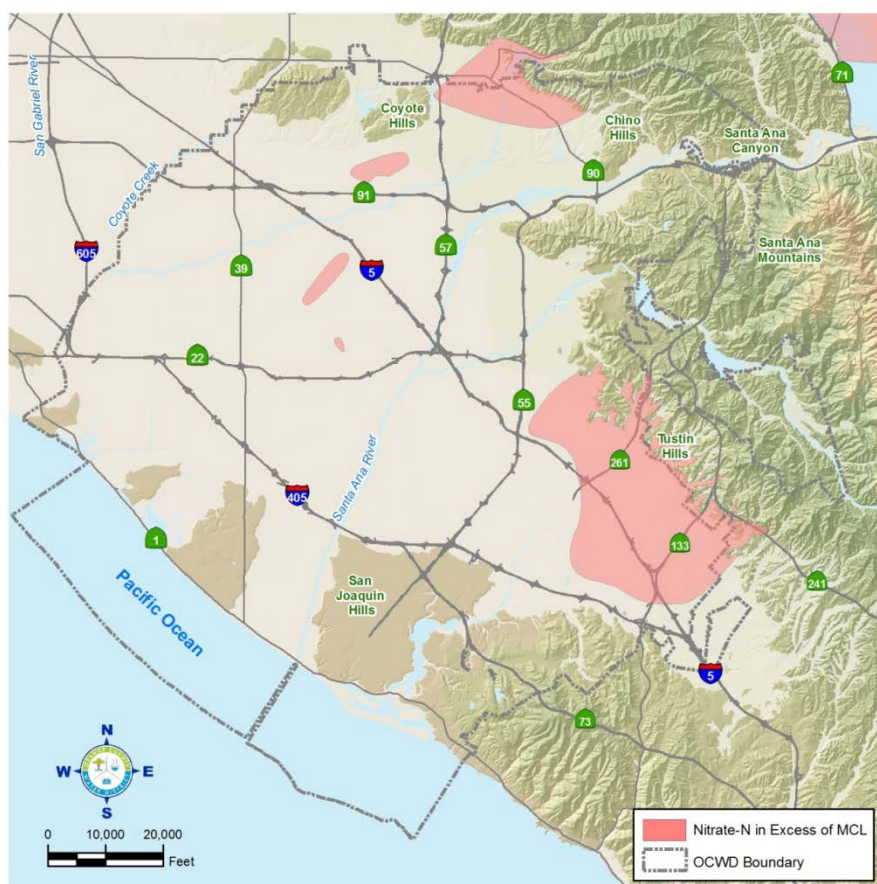 71
San Gabriel River
Coyote
Hills
Chino
Hills
Santa Ana
Canyon
Coyote Creek
91
90
605
39
5
57
Santa Ana
Mountains
22
55
Santa Ana River
Tustin
Hills
261
405
1
133
Pacific Ocean
San
Joaquin
Hills
241
5
73
N
W
E
S
0
10,000
20,000
Feet
Nitrate-N in Excess of MCL
OCWD Boundary